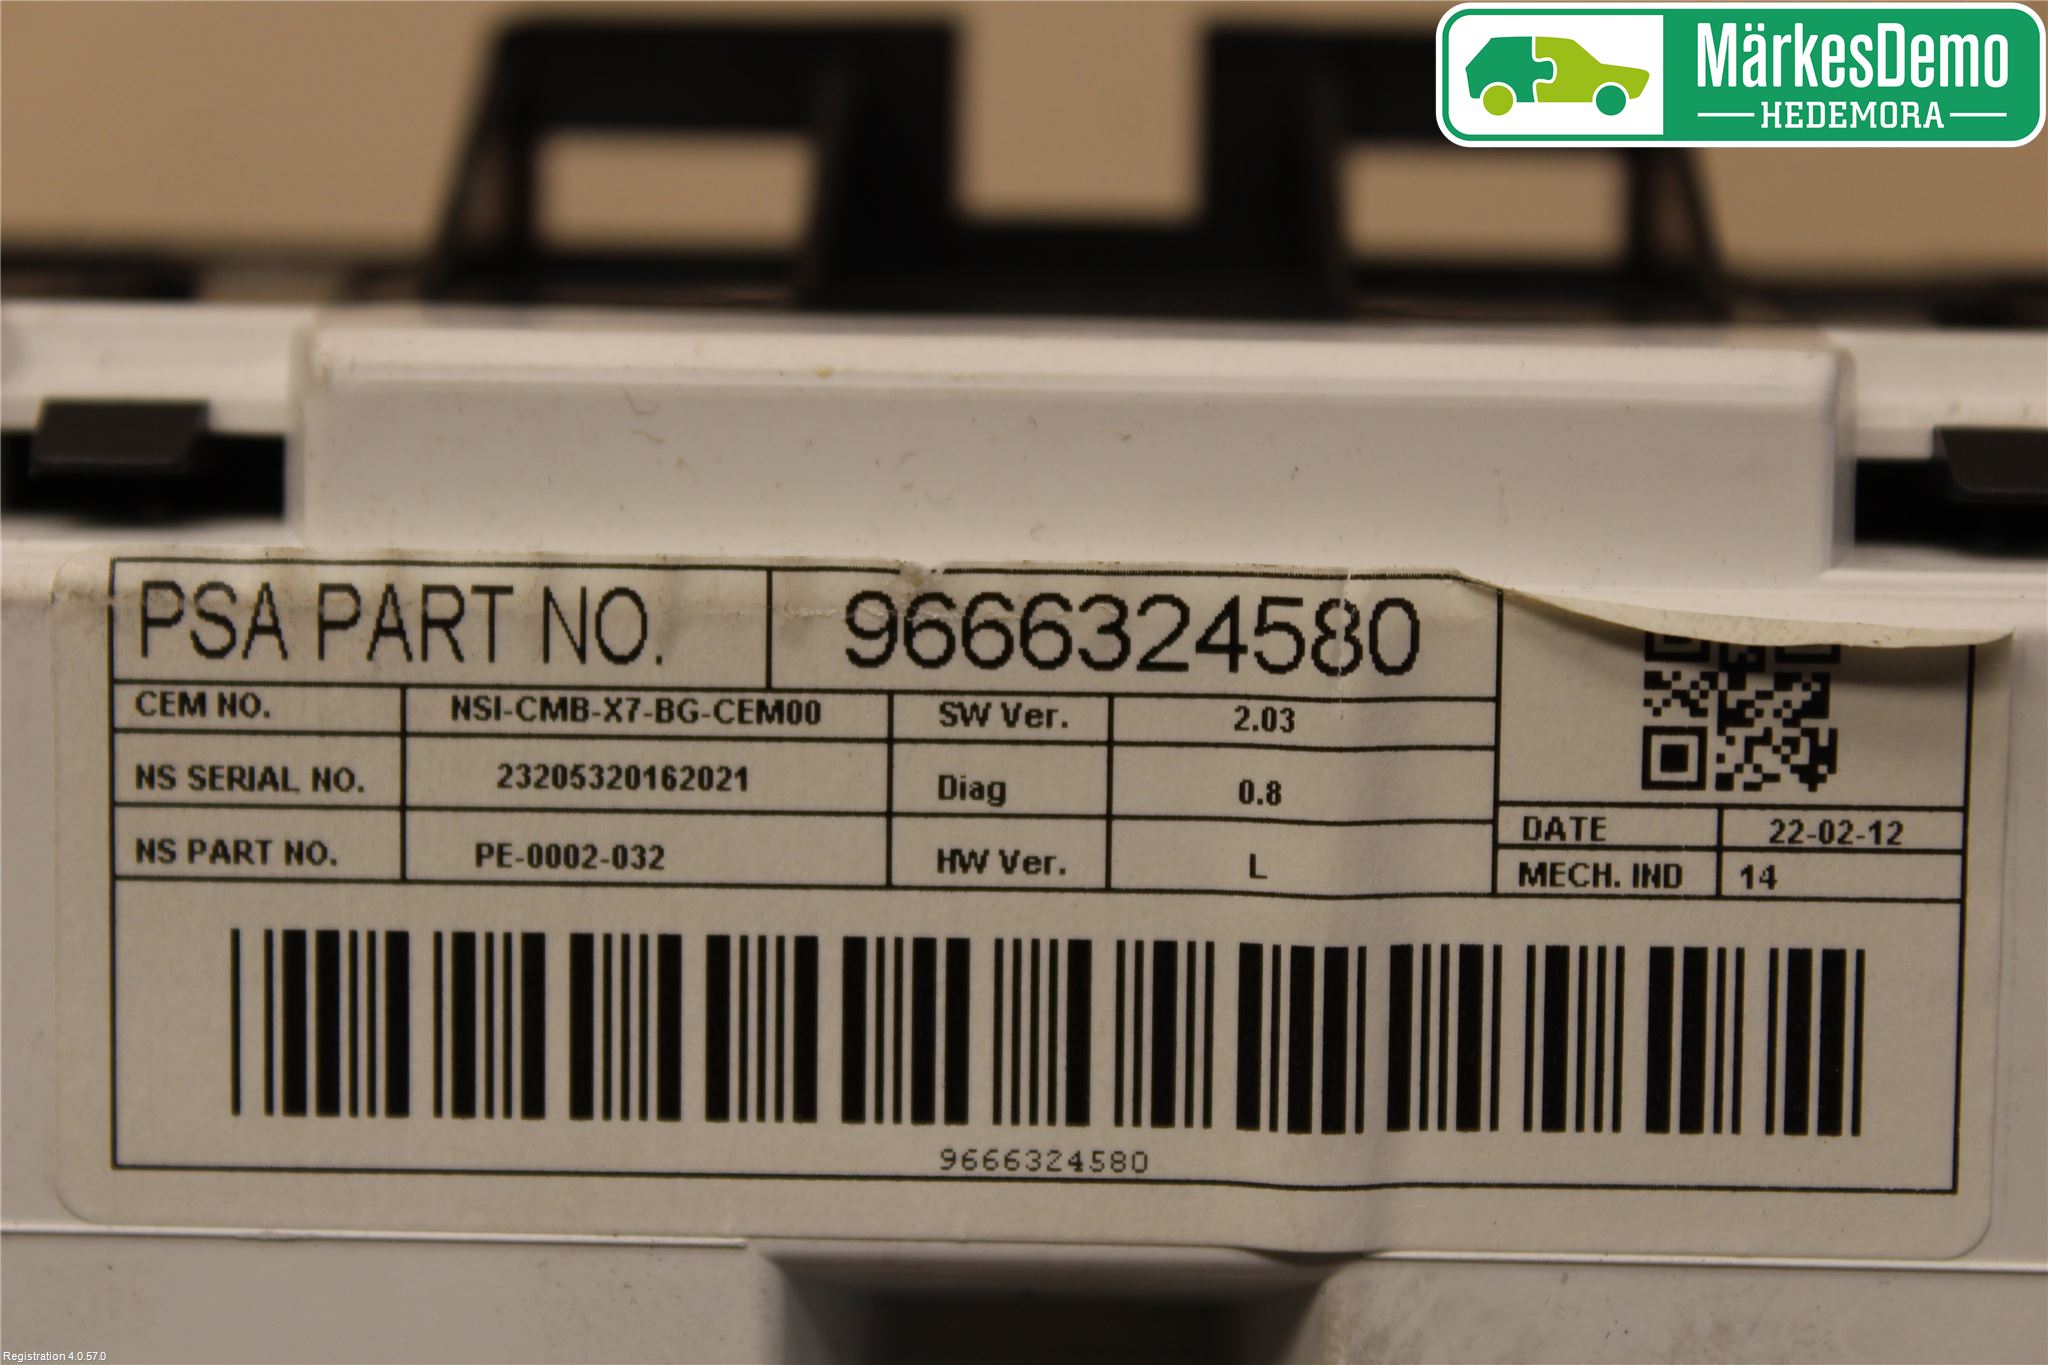 MärkesDemo
HEDEMORA
PSA PART NO. 9666324580
CEM NO. NSI-CMB-X7-BG-CEM00 SW Ver. 2.03
NS SERIAL NO. 23205320162021 Diag 0.8
NS PART NO. PE-0002-032 HW Ver. L
DATE 22-02-12
MECH. IND 14
9666324580
Registration 4.0.57.0